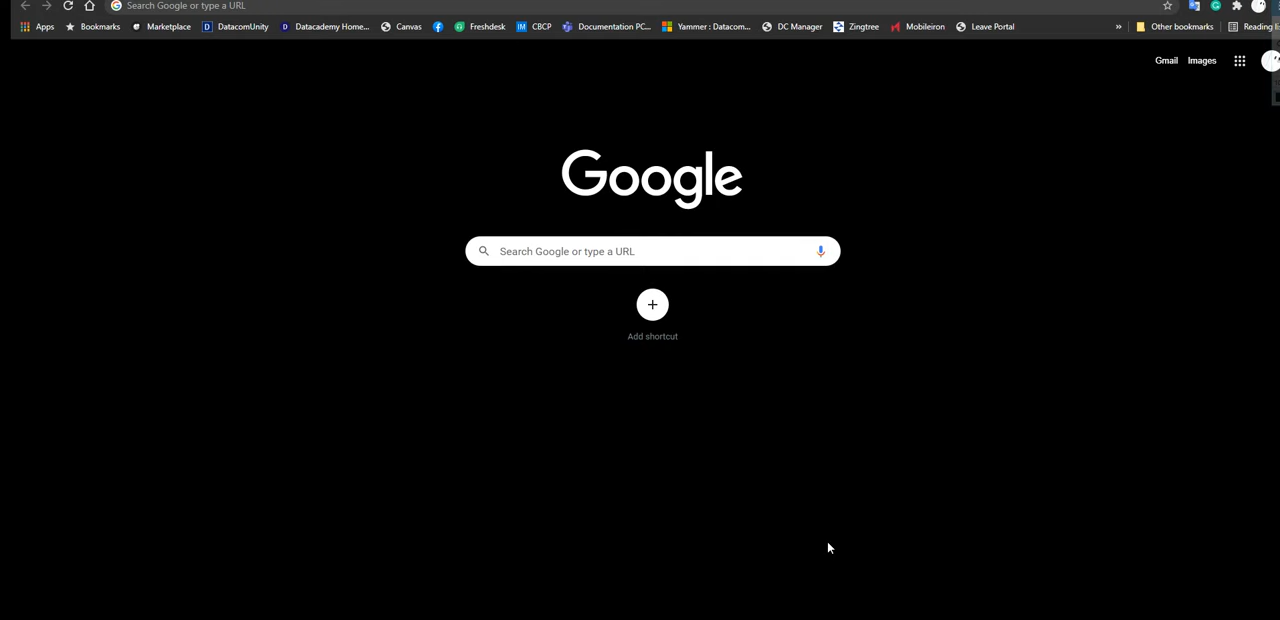 Search Google or type a URL
Apps Bookmarks Marketplace D DatacomUnity D Datacademy Home... Canvas Freshdesk IM CBCP Documentation PC... Yammer : Datacom... DC Manager Zingtree Mobileiron Leave Portal » Other bookmarks Reading
Gmail Images
Google
Search Google or type a URL
Add shortcut